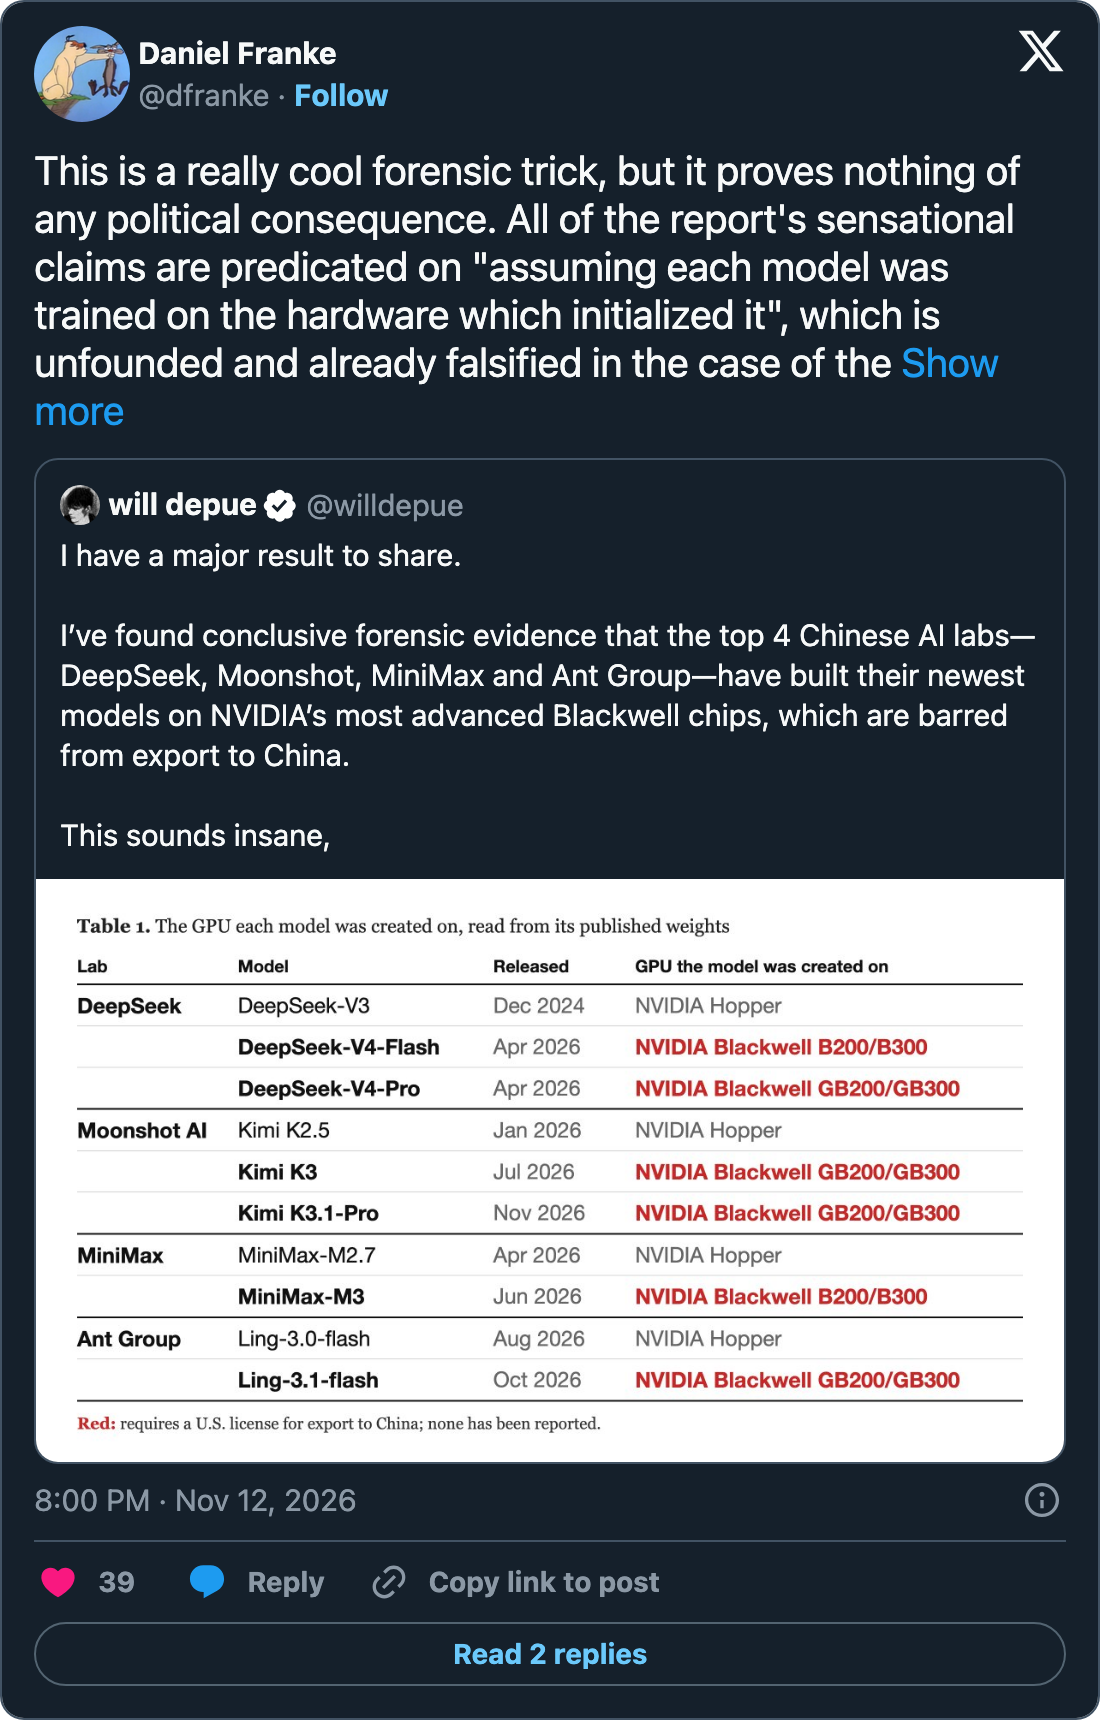 Daniel Franke
@dfranke · Follow
This is a really cool forensic trick, but it proves nothing of
any political consequence. All of the report's sensational
claims are predicated on "assuming each model was
trained on the hardware which initialized it", which is
unfounded and already falsified in the case of the Show
more
will depue @willdepue
I have a major result to share.
I’ve found conclusive forensic evidence that the top 4 Chinese AI labs—
DeepSeek, Moonshot, MiniMax and Ant Group—have built their newest
models on NVIDIA’s most advanced Blackwell chips, which are barred
from export to China.
This sounds insane,
Table 1. The GPU each model was created on, read from its published weights
Lab Model Released GPU the model was created on
DeepSeek DeepSeek-V3 Dec 2024 NVIDIA Hopper
DeepSeek-V4-Flash Apr 2026 NVIDIA Blackwell B200/B300
DeepSeek-V4-Pro Apr 2026 NVIDIA Blackwell GB200/GB300
Moonshot AI Kimi K2.5 Jan 2026 NVIDIA Hopper
Kimi K3 Jul 2026 NVIDIA Blackwell GB200/GB300
Kimi K3.1-Pro Nov 2026 NVIDIA Blackwell GB200/GB300
MiniMax MiniMax-M2.7 Apr 2026 NVIDIA Hopper
MiniMax-M3 Jun 2026 NVIDIA Blackwell B200/B300
Ant Group Ling-3.0-flash Aug 2026 NVIDIA Hopper
Ling-3.1-flash Oct 2026 NVIDIA Blackwell GB200/GB300
Red: requires a U.S. license for export to China; none has been reported.
8:00 PM · Nov 12, 2026
39 Reply Copy link to post
Read 2 replies